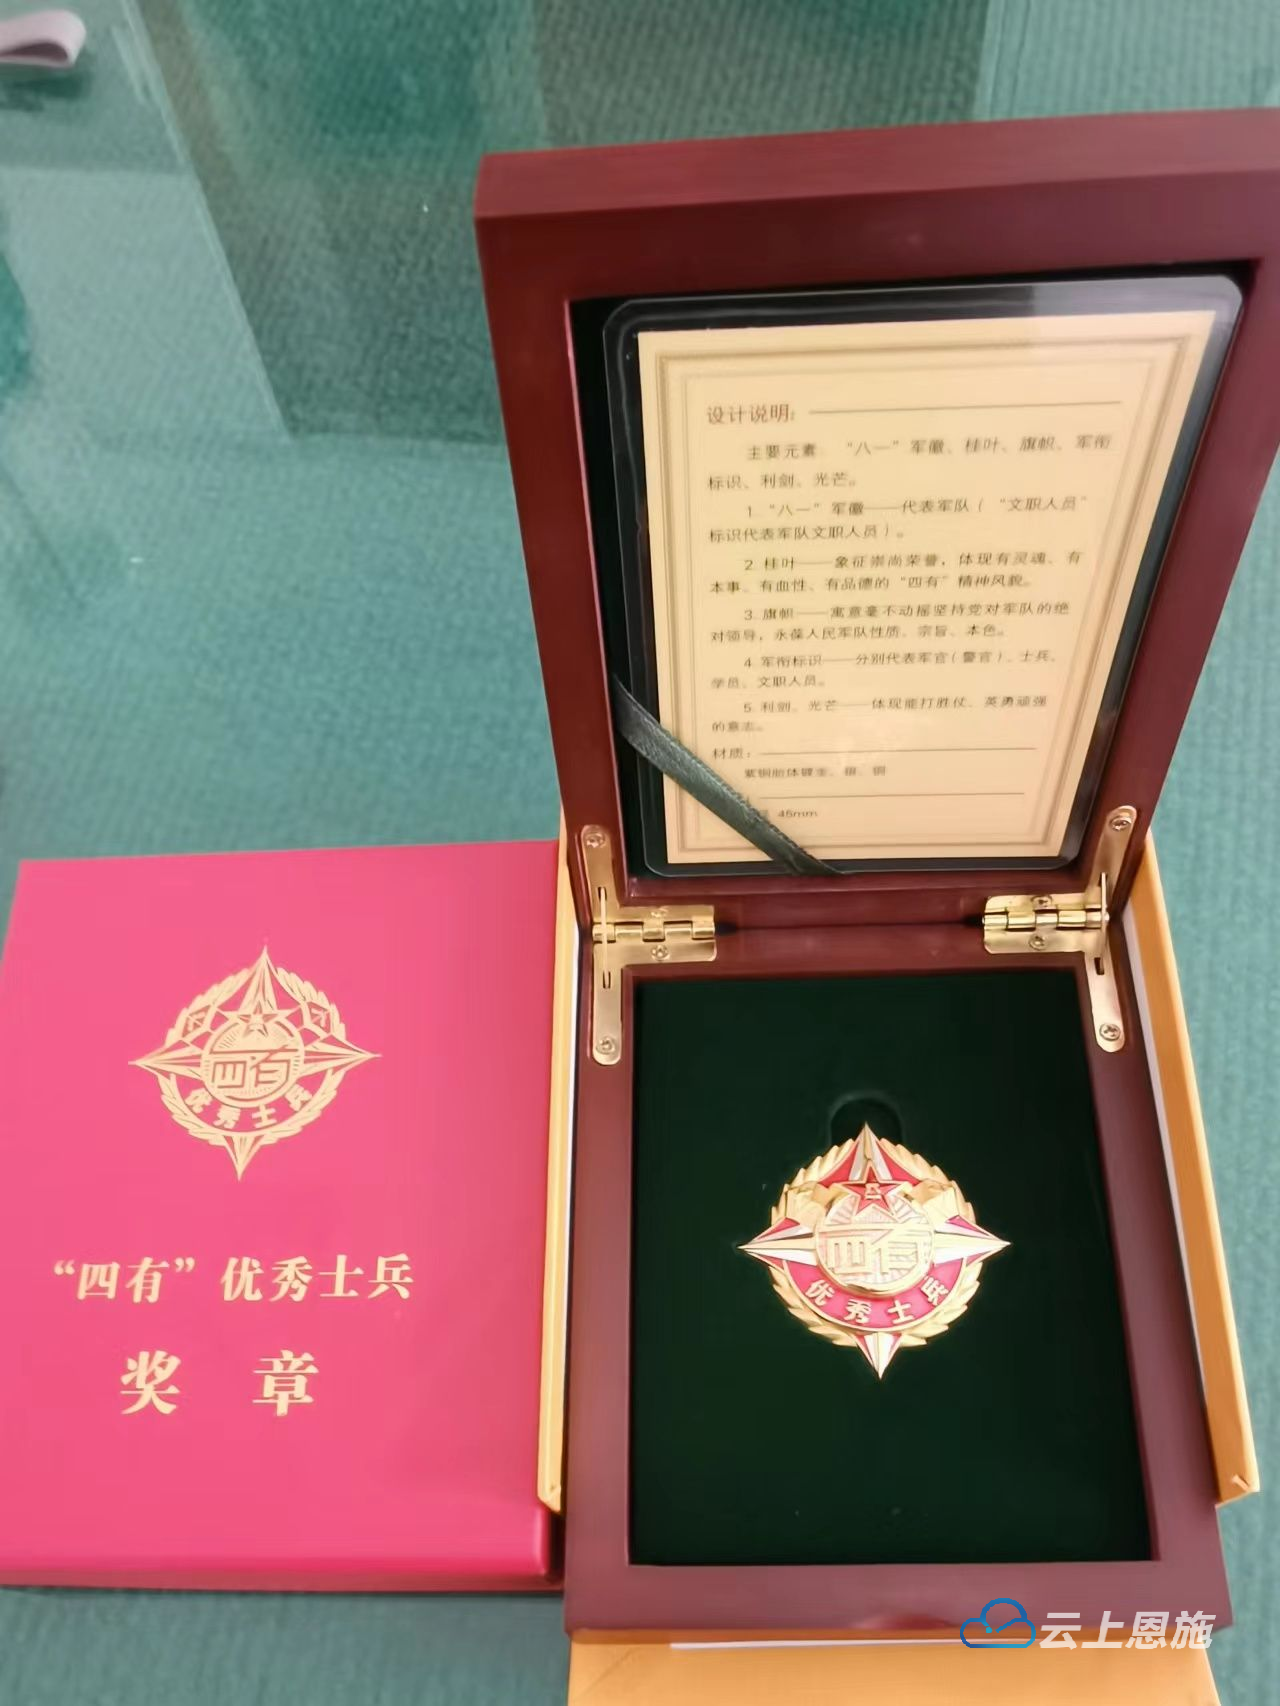 设计说明:
主要元素 “八一”军徽、桂叶、旗帜、军衔
标识、利剑、光芒。
1.“八一”军徽——代表军队(“文职人员”
标识代表军队文职人员)。
2.桂叶——象征崇尚荣誉,体现有灵魂、有
本事、有血性、有品德的“四有”精神风貌。
3.旗帜——寓意毫不动摇坚持党对军队的绝
对领导,永葆人民军队性质、宗旨、本色。
4.军衔标识——分别代表军官(警官)、士兵、
学员、文职人员。
5.利剑、光芒——体现能打胜仗、英勇顽强
的意志。
材质:
紫铜胎体镀金、银、铜
45mm
四有
优秀士兵
“四有”优秀士兵
奖章
八一
四有
优秀士兵
云上恩施